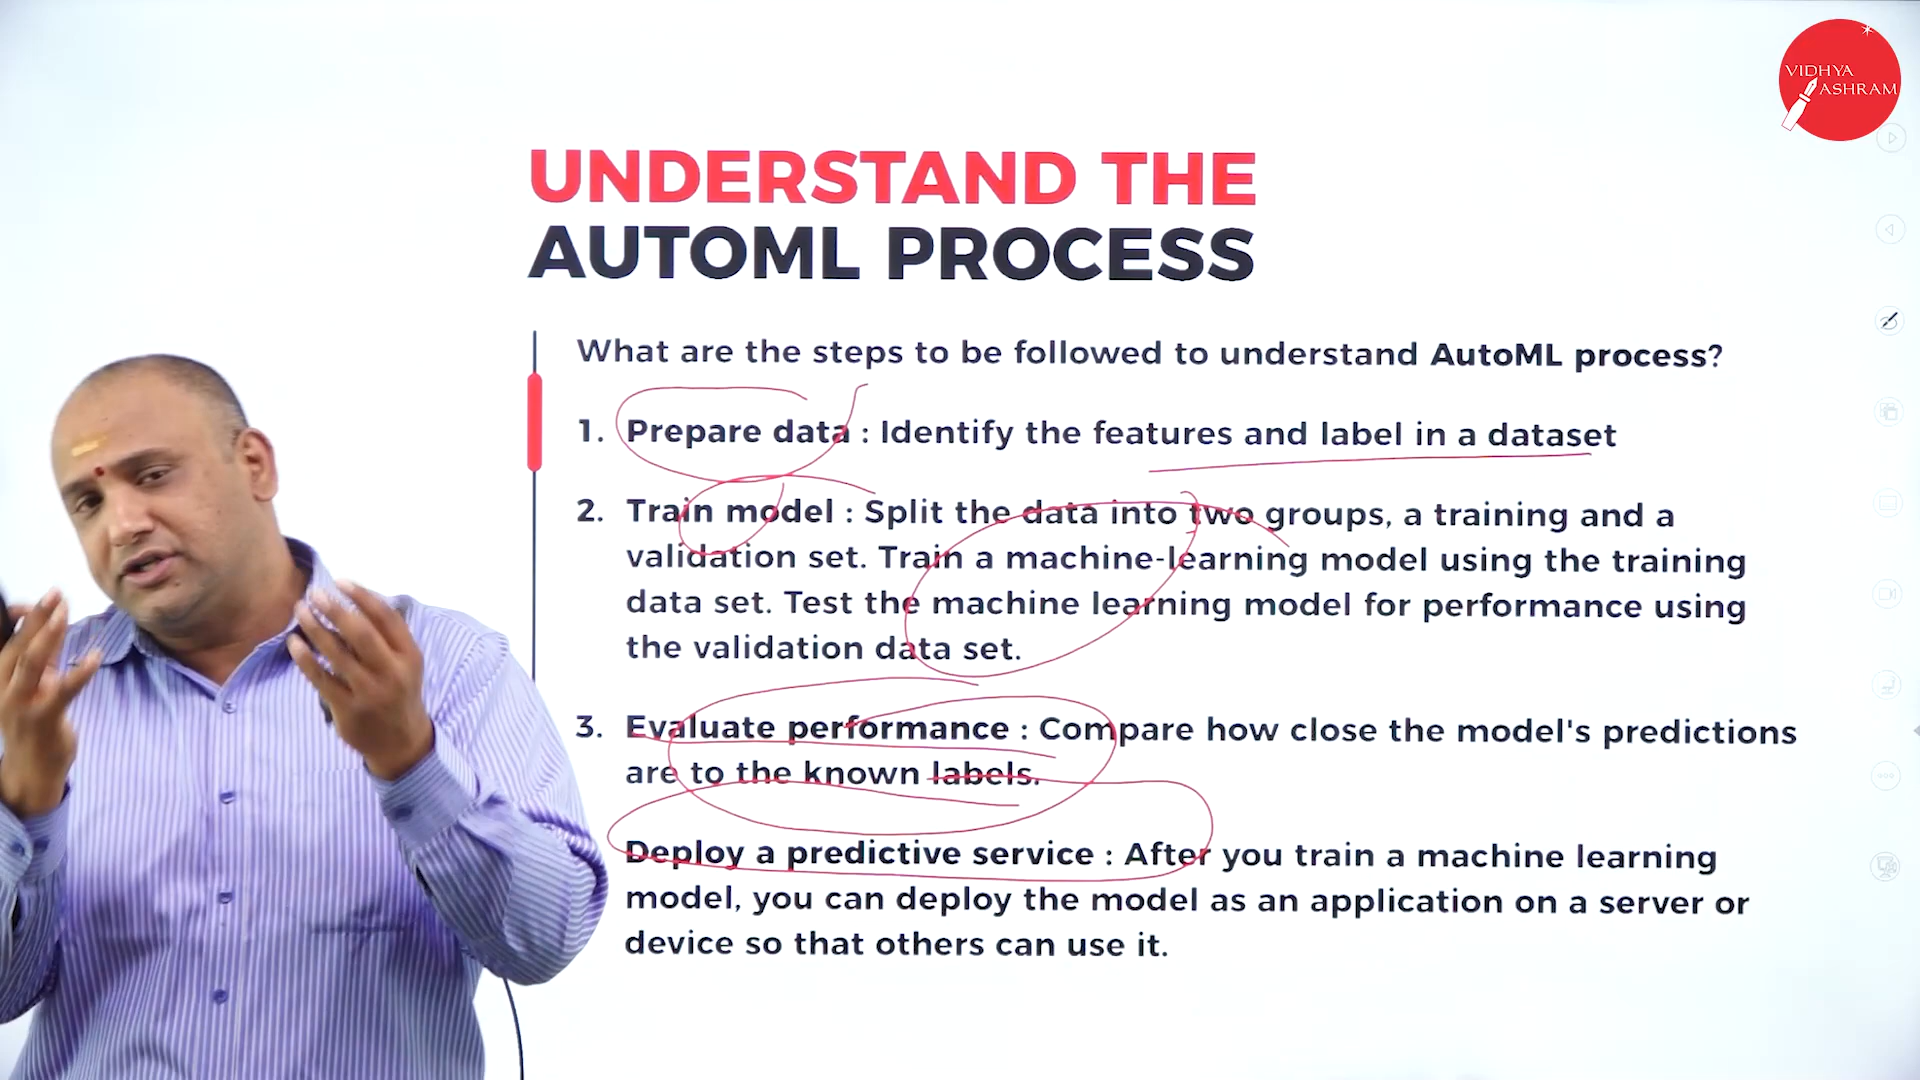 VIDHYA
ASHRAM
UNDERSTAND THE
AUTOML PROCESS
What are the steps to be followed to understand AutoML process?
1. Prepare data : Identify the features and label in a dataset
2. Train model : Split the data into two groups, a training and a
validation set. Train a machine-learning model using the training
data set. Test the machine learning model for performance using
the validation data set.
3. Evaluate performance : Compare how close the model's predictions
are to the known labels.
Deploy a predictive service : After you train a machine learning
model, you can deploy the model as an application on a server or
device so that others can use it.